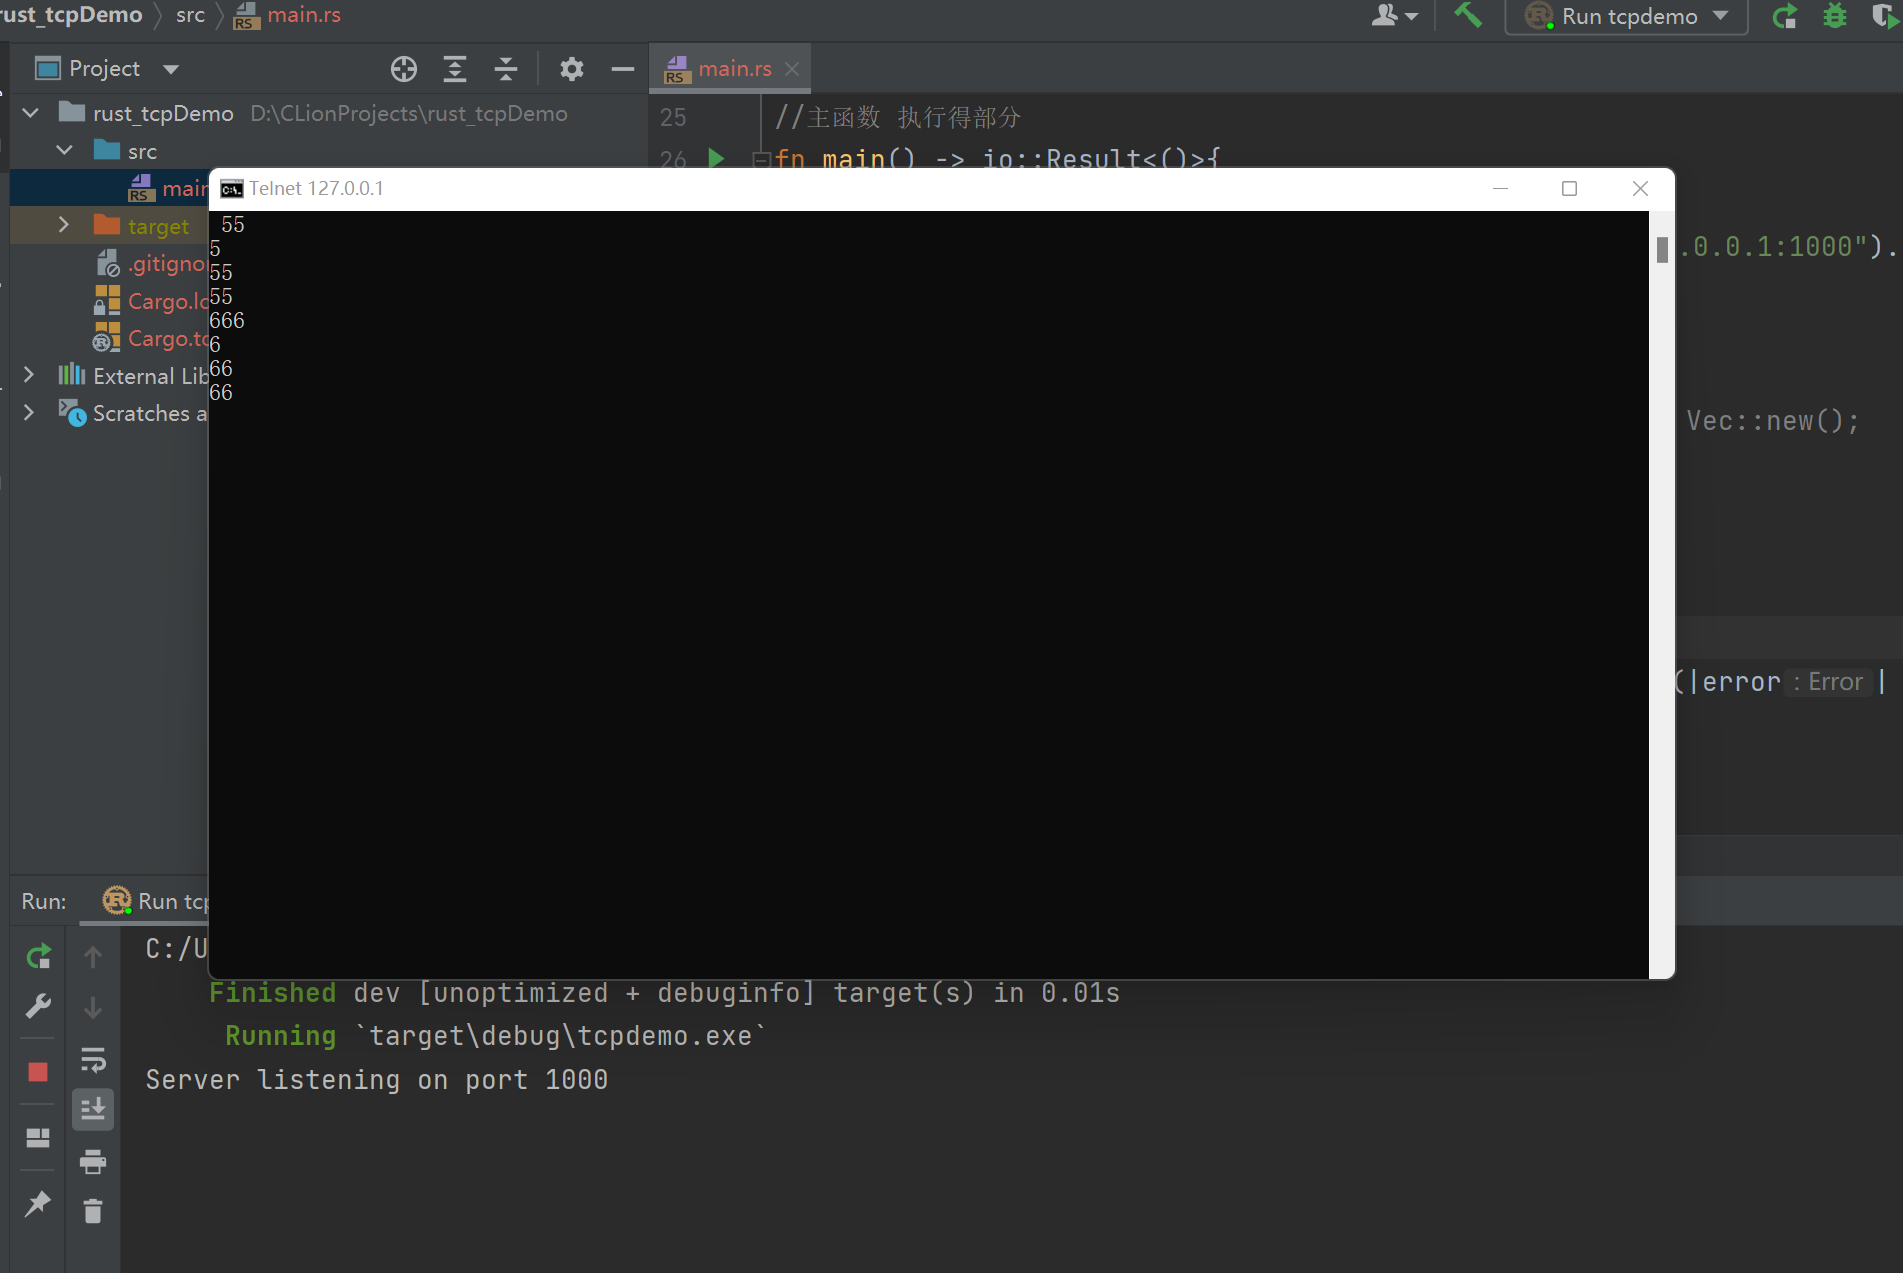 rust_tcpDemo src main.rs
Run tcpdemo
Project
main.rs
rust_tcpDemo D:\CLionProjects\rust_tcpDemo
src
main
target
.gitignor
Cargo.lo
Cargo.to
External Lib
Scratches a
25 //主函数 执行得部分
26 fn main() -> io::Result<()>{
.0.0.1:1000").
Vec::new();
(|error: Error|
Telnet 127.0.0.1
55
5
55
55
666
6
66
66
Run: Run tcp
C:/U
Finished dev [unoptimized + debuginfo] target(s) in 0.01s
Running `target\debug\tcpdemo.exe`
Server listening on port 1000